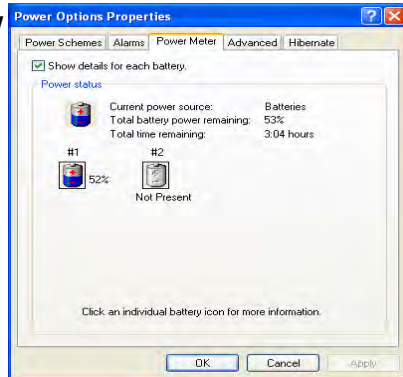 Power Options Properties
Power Schemes Alarms Power Meter Advanced Hibernate
Show details for each battery.
Power status
Current power source: Batteries
Total battery power remaining: 53%
Total time remaining: 3:04 hours
#1 #2
52%
Not Present
Click an individual battery icon for more information.
OK Cancel Apply